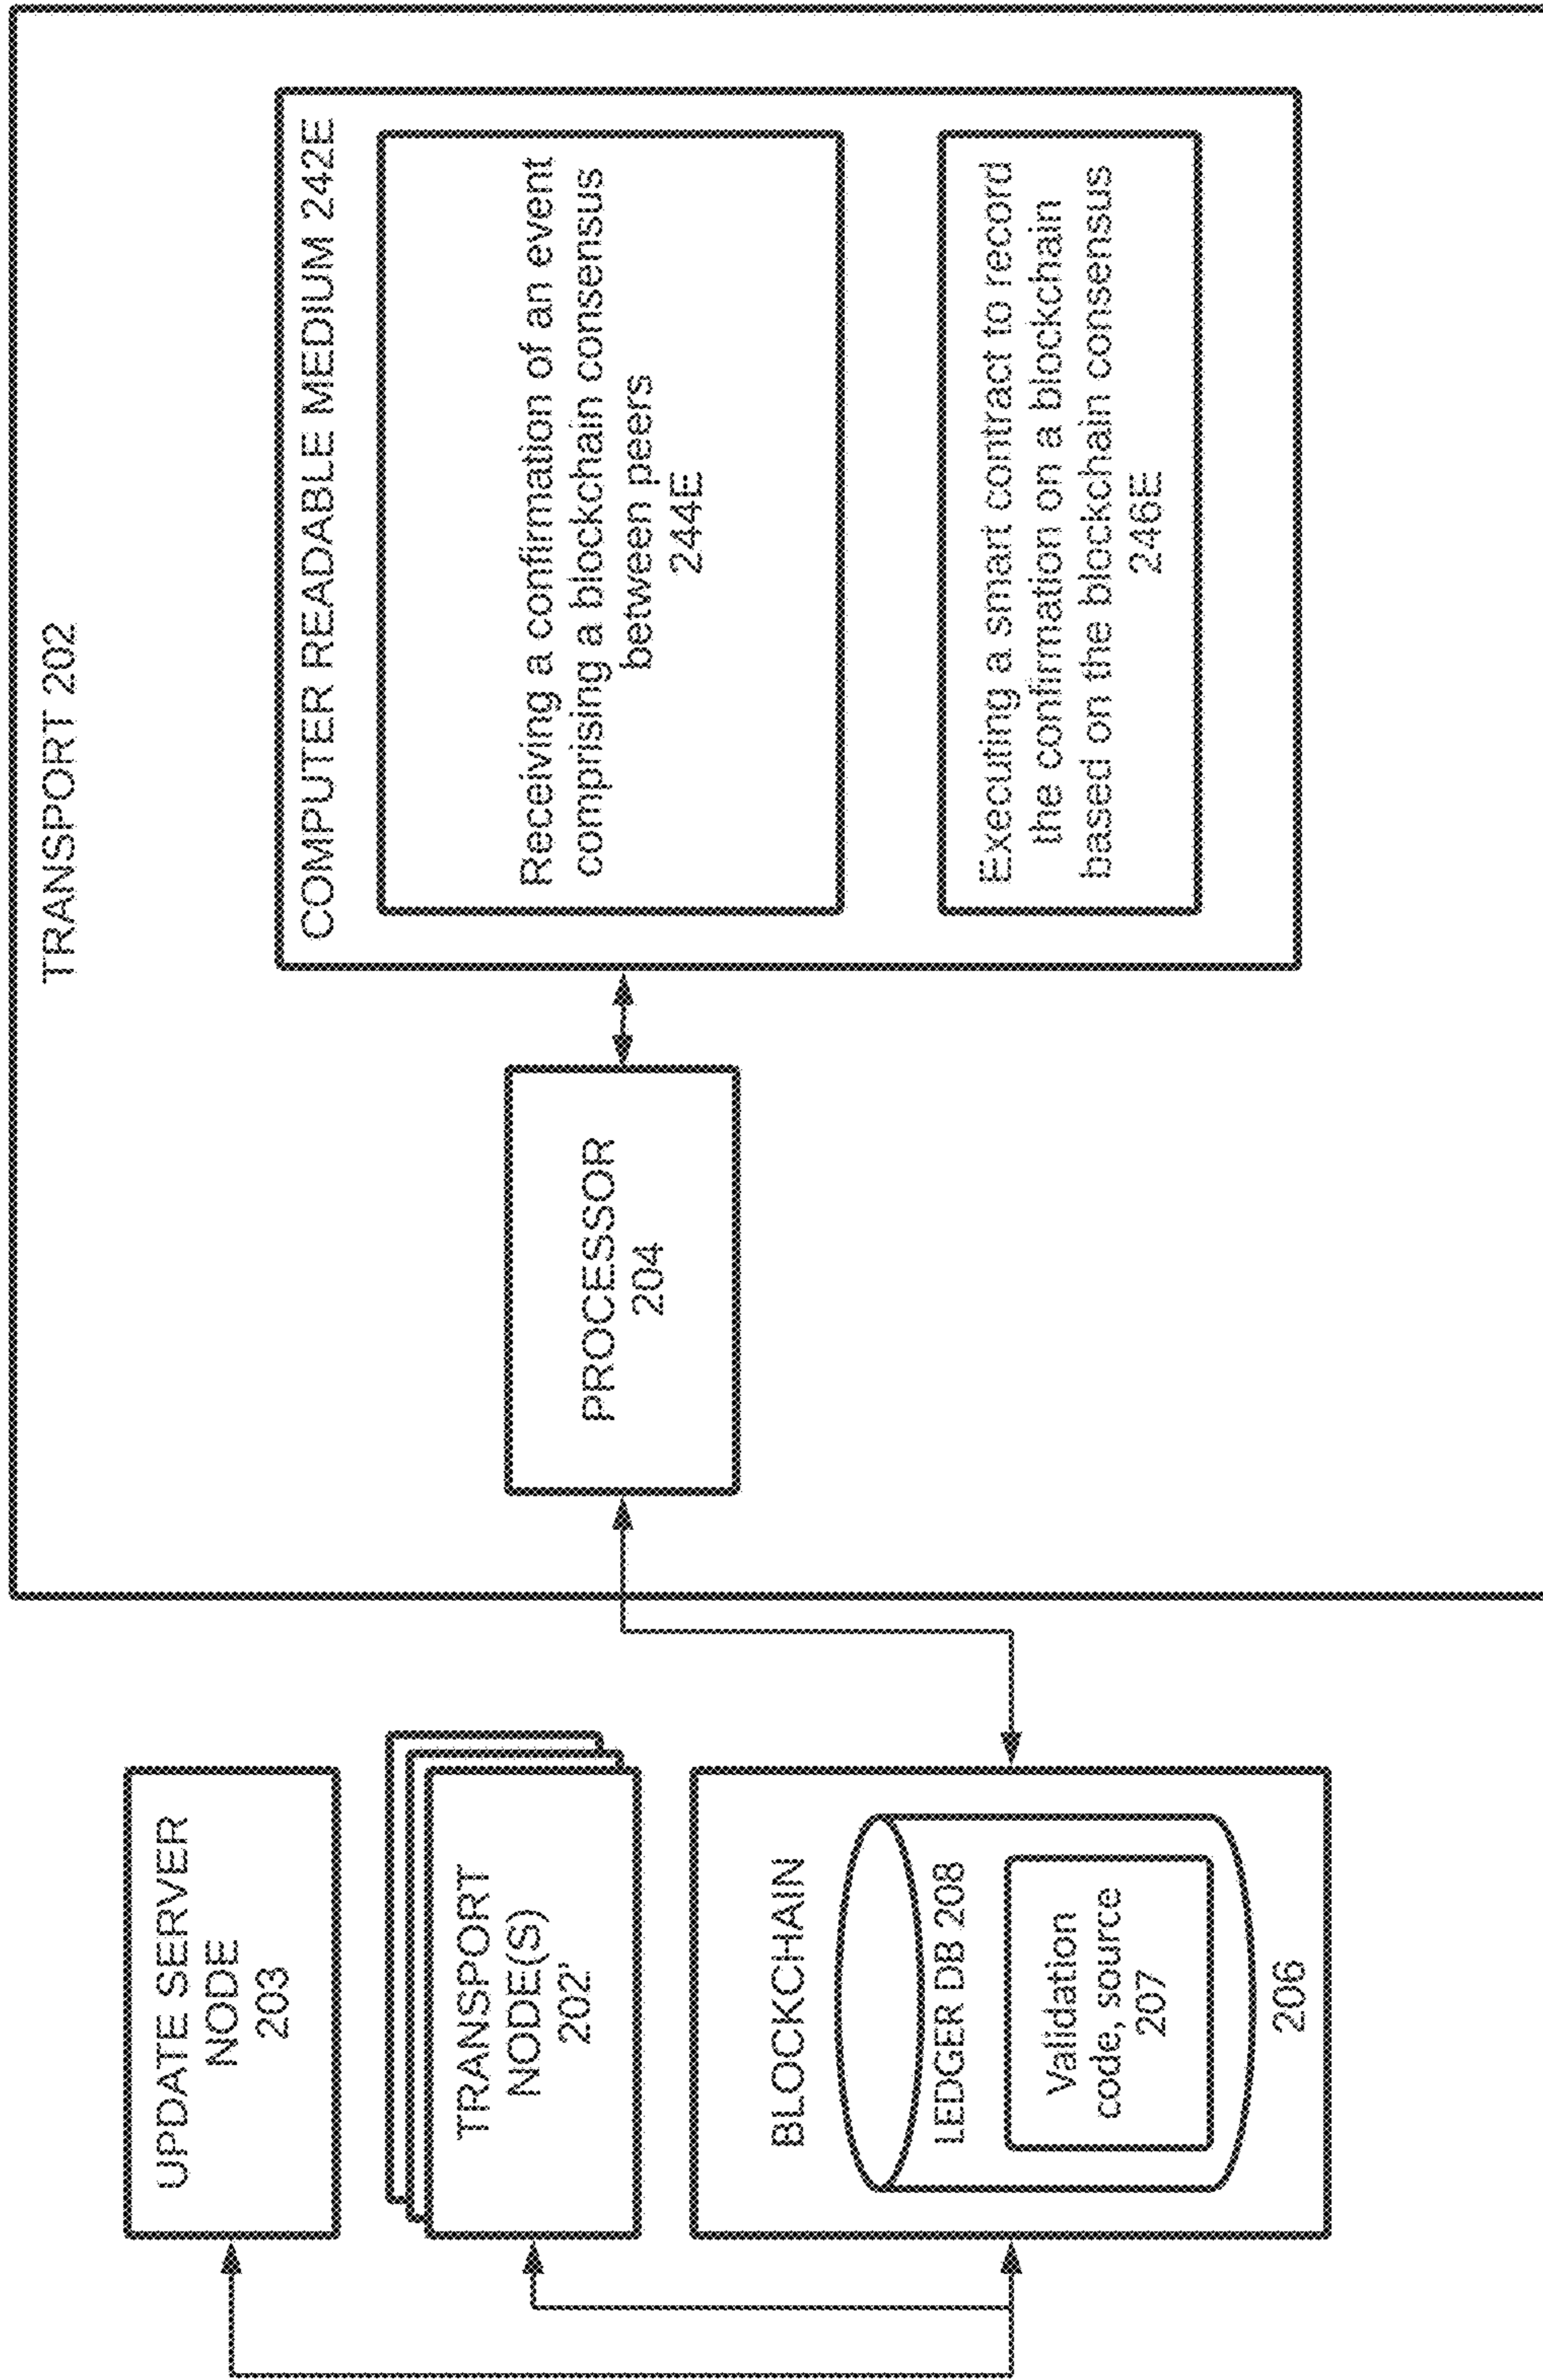 UPDATE SERVER
NODE
203
TRANSPORT
NODE(S)
202'
BLOCKCHAIN
LEDGER DB 208
Validation
code, source
207
206
TRANSPORT 202
PROCESSOR
204
COMPUTER READABLE MEDIUM 242E
Receiving a confirmation of an event
comprising a blockchain consensus
between peers
244E
Executing a smart contract to record
the confirmation on a blockchain
based on the blockchain consensus
246E